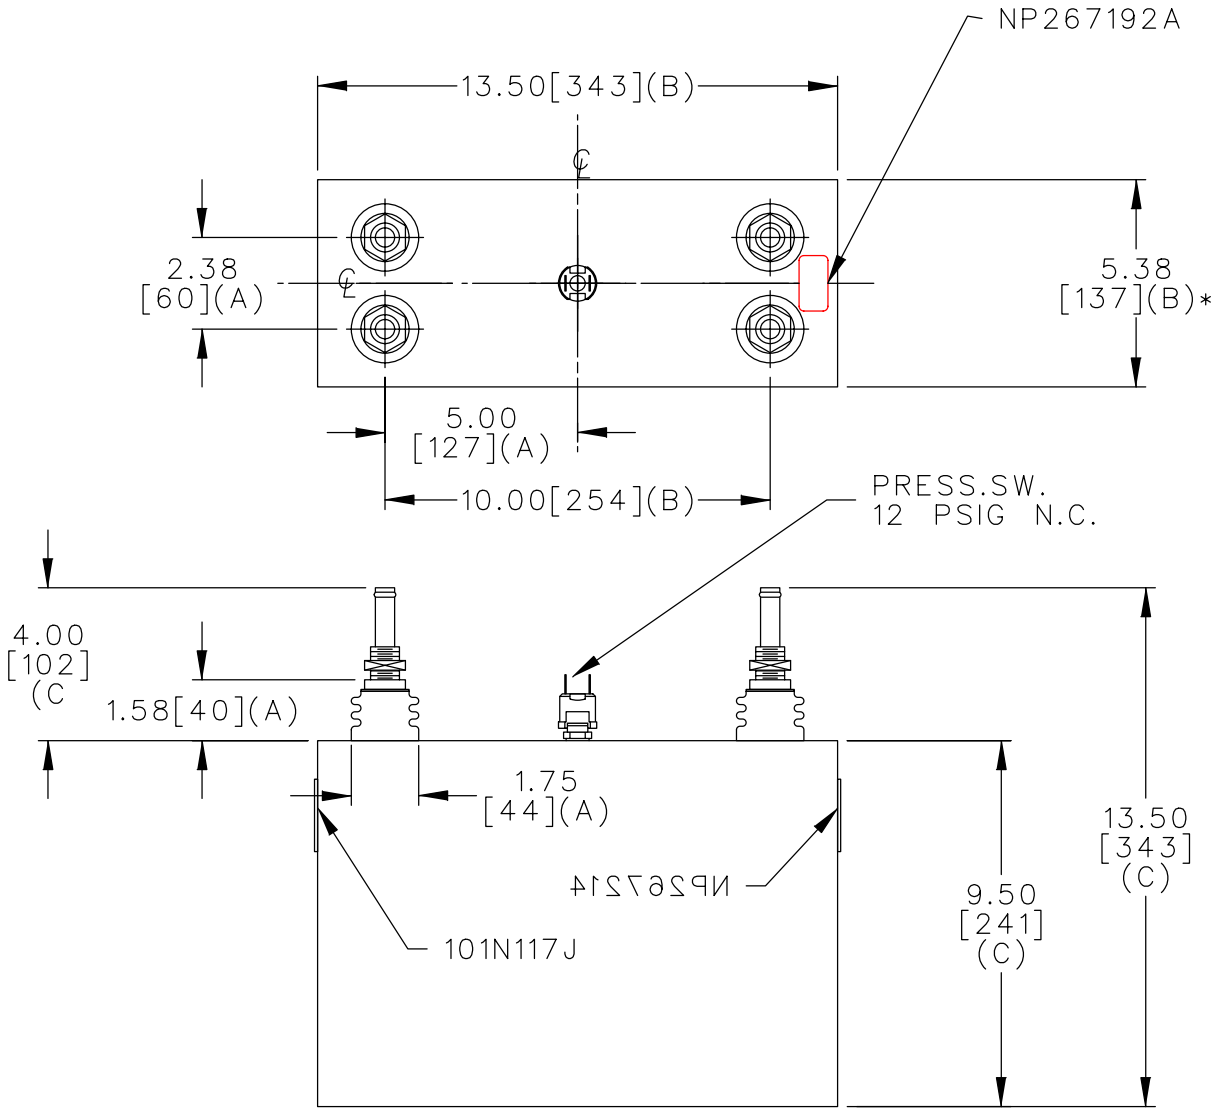 NP267192A
13.50[343](B)
℄
2.38
[60](A)
℄
5.38
[137](B)*
5.00
[127](A)
10.00[254](B)
PRESS.SW.
12 PSIG N.C.
4.00
[102]
(C
1.58[40](A)
1.75
[44](A)
13.50
[343]
(C)
NP267214
9.50
[241]
(C)
101N117J